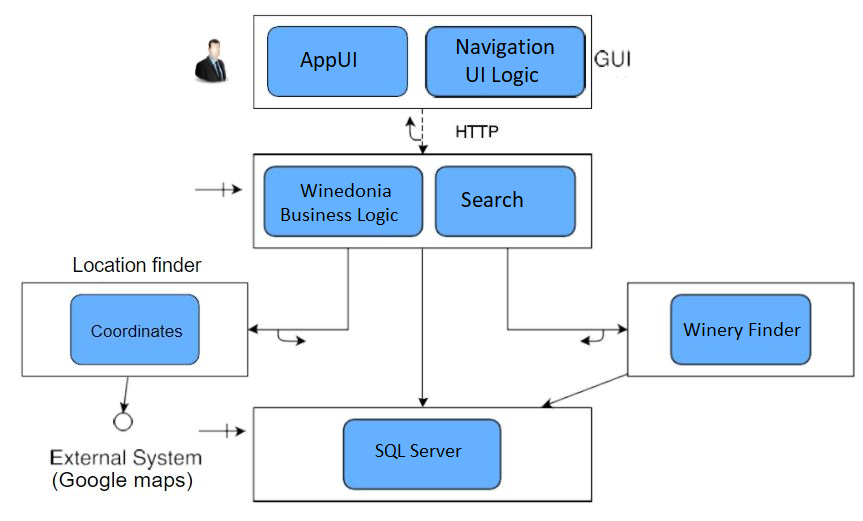 AppUI
Navigation
UI Logic
GUI
HTTP
Winedonia
Business Logic
Search
Location finder
Coordinates
Winery Finder
External System
(Google maps)
SQL Server